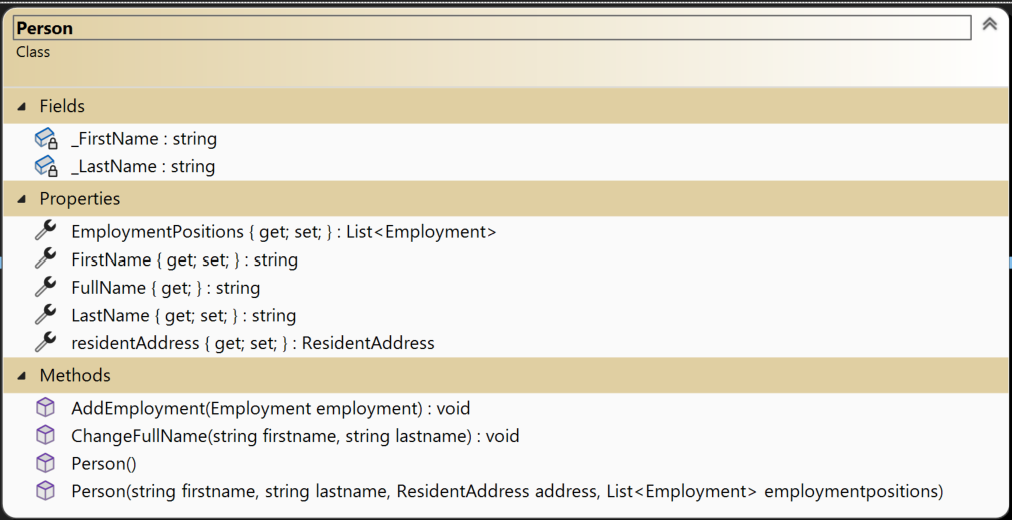 Person
Class
Fields
_FirstName : string
_LastName : string
Properties
EmploymentPositions { get; set; } : List<Employment>
FirstName { get; set; } : string
FullName { get; } : string
LastName { get; set; } : string
residentAddress { get; set; } : ResidentAddress
Methods
AddEmployment(Employment employment) : void
ChangeFullName(string firstname, string lastname) : void
Person()
Person(string firstname, string lastname, ResidentAddress address, List<Employment> employmentpositions)